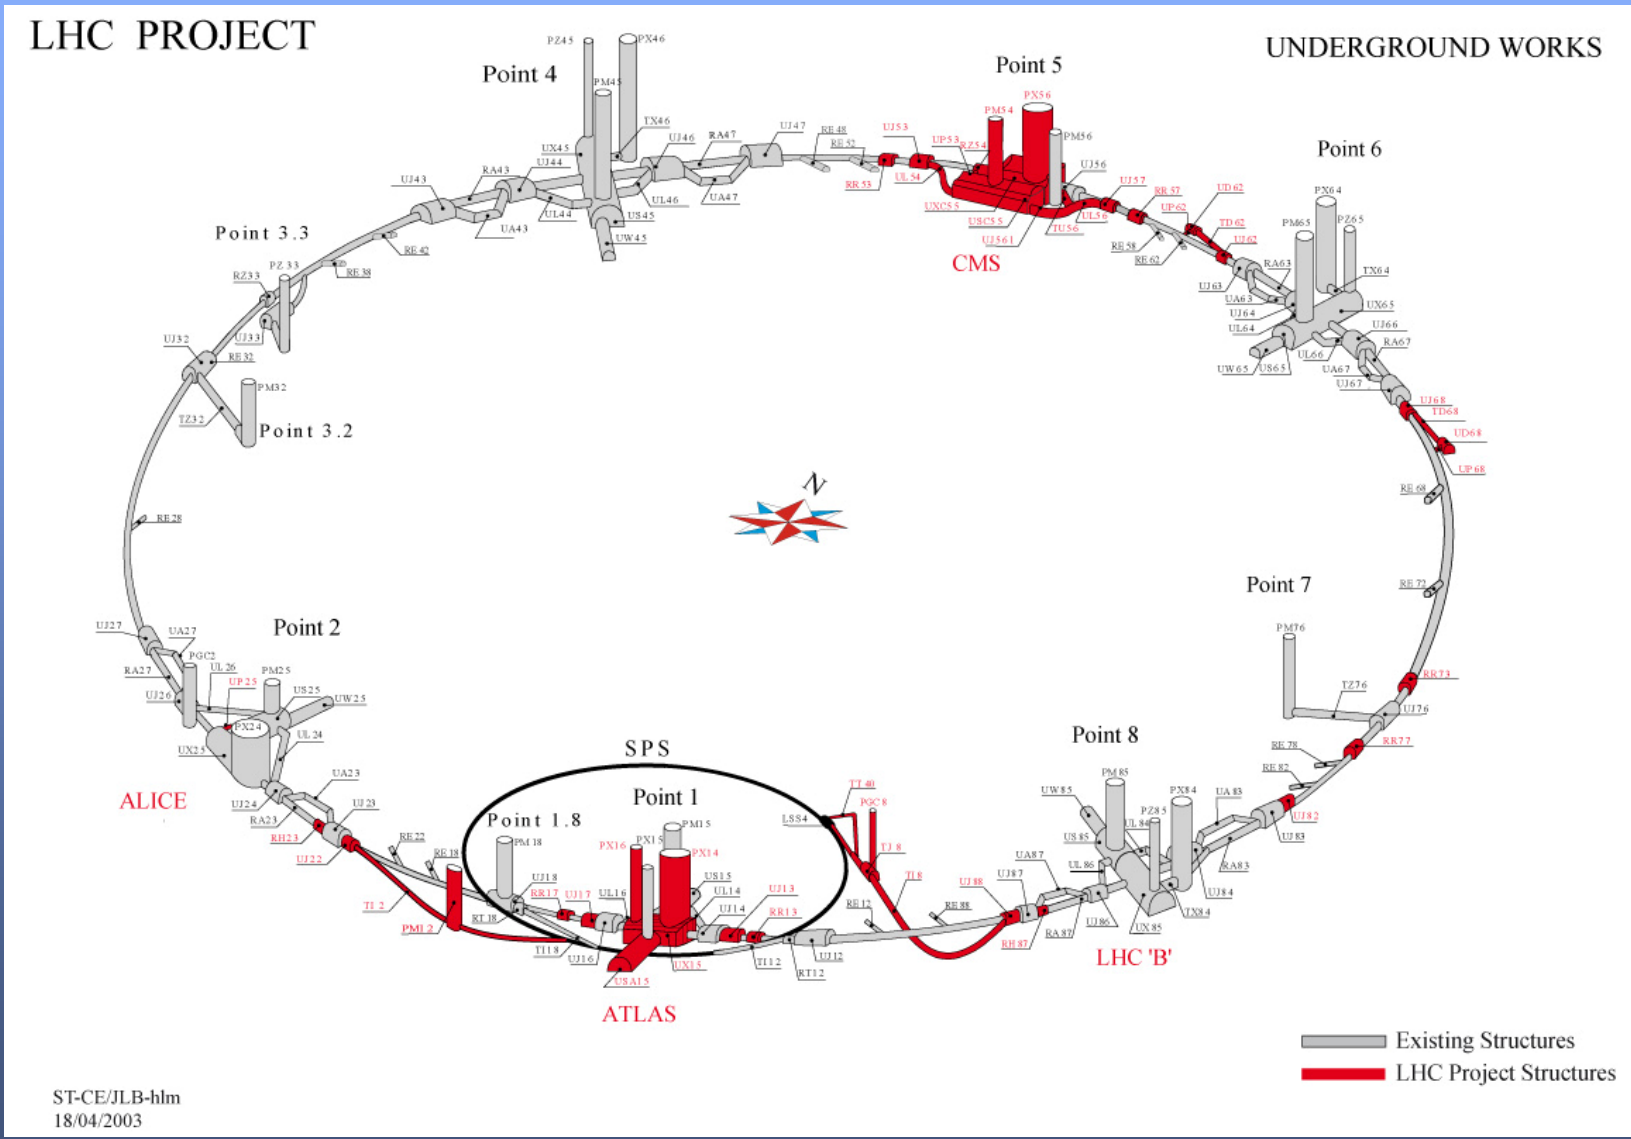 LHC PROJECT
UNDERGROUND WORKS
Point 4
PZ45
PX46
PM45
TX46
UX45
UJ46
RA47
UJ47
RE48
RE52
UJ44
RA43
UJ43
UL44
UA43
US45
UL46
UA47
UW45
RE42
RE38
Point 5
PX56
PM54
PM56
UJ53
UP53
RZ54
UJ56
RR53
UL54
UXC55
USC55
UJ561
TU56
UL56
UJ57
RR57
UP62
UD62
TD62
UJ62
RE58
RE62
CMS
Point 6
PX64
PM65
PZ65
TX64
UX65
RA63
UJ63
UA63
UJ64
UL64
UJ66
RA67
UL66
UA67
UJ67
UW65
US65
UJ68
TD68
UD68
UP68
RE68
RE72
Point 3.3
PZ33
RZ33
UJ33
UJ32
RE32
PM32
TZ32
Point 3.2
RE28
N
Point 7
PM76
TZ76
RR73
UJ76
RR77
RE78
RE82
UJ82
Point 2
UJ27
UA27
PGC2
UL26
UP25
PM25
US25
UW25
RA27
UJ26
PX24
UX25
UL24
UA23
UJ24
RA23
UJ23
RH23
UJ22
ALICE
RE22
RE18
TI2
PMI2
SPS
Point 1
Point 1.8
PM18
PM15
PX15
PX16
PX14
US15
UJ18
RR17
UJ17
UL16
UL14
UJ13
UJ14
RR13
RT18
TI18
UJ16
USA15
UX15
TI12
RT12
UJ12
ATLAS
LSS4
TT40
PGC8
TJ8
TI8
RE12
RE88
UJ88
UJ87
UA87
RH87
RA87
UJ86
Point 8
PM85
PX84
PZ85
UW85
UL84
US85
UL86
UA83
UJ83
RA83
UJ84
TX84
UX85
LHC 'B'
Existing Structures
LHC Project Structures
ST-CE/JLB-hlm
18/04/2003